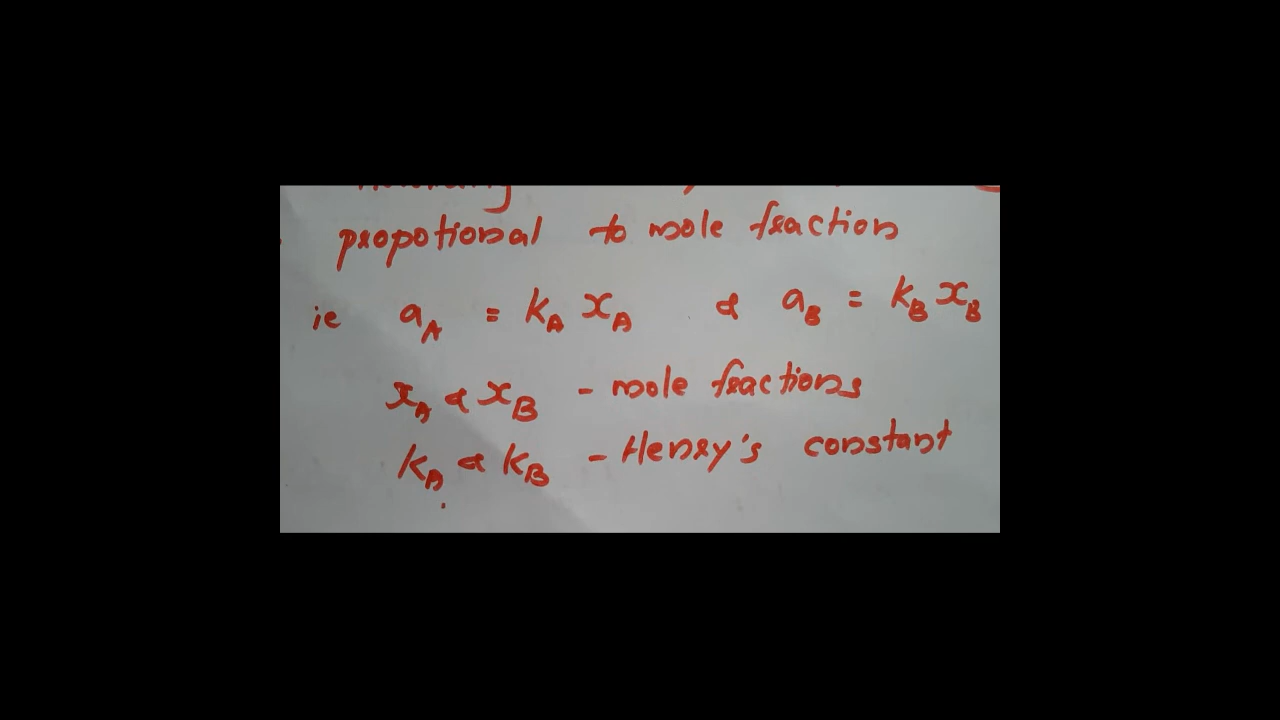 propotional to mole fraction
ie a_A = K_A x_A & a_B = K_B x_B
x_A & x_B - mole fractions
K_A & K_B - Henry's constant